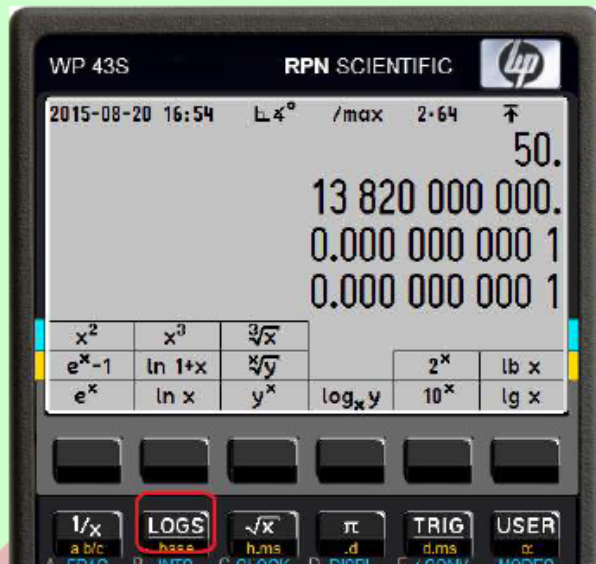 WP 43S RPN SCIENTIFIC hp
2015-08-20 16:54 ∟∡° /max 2·64 ↑
50.
13 820 000 000.
0.000 000 000 1
0.000 000 000 1
x² x³ ∛x
eˣ-1 ln 1+x ˣ√y 2ˣ lb x
eˣ ln x yˣ logₓy 10ˣ lg x
1/x LOGS √x π TRIG USER
a b/c base h.ms .d d.ms α